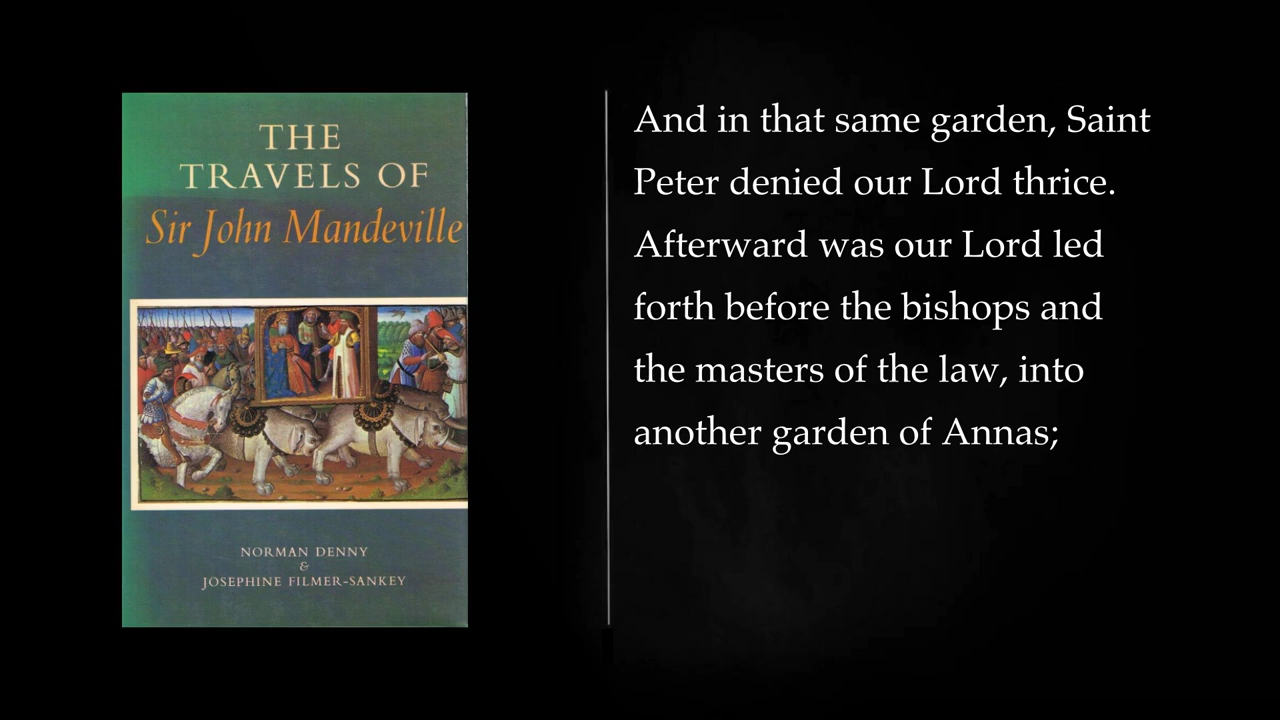 THE
TRAVELS OF
Sir John Mandeville
NORMAN DENNY
&
JOSEPHINE FILMER-SANKEY
And in that same garden, Saint
Peter denied our Lord thrice.
Afterward was our Lord led
forth before the bishops and
the masters of the law, into
another garden of Annas;